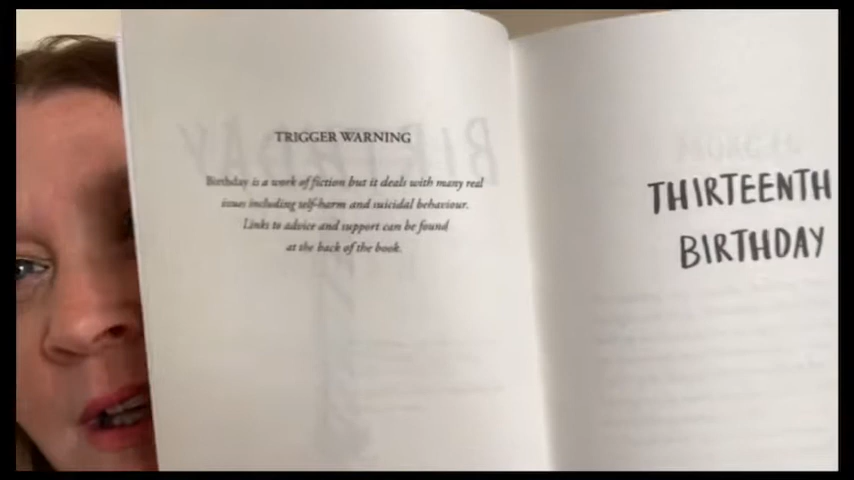 TRIGGER WARNING
Birthday is a work of fiction but it deals with many real
issues including self-harm and suicidal behaviour.
Links to advice and support can be found
at the back of the book.
THIRTEENTH
BIRTHDAY